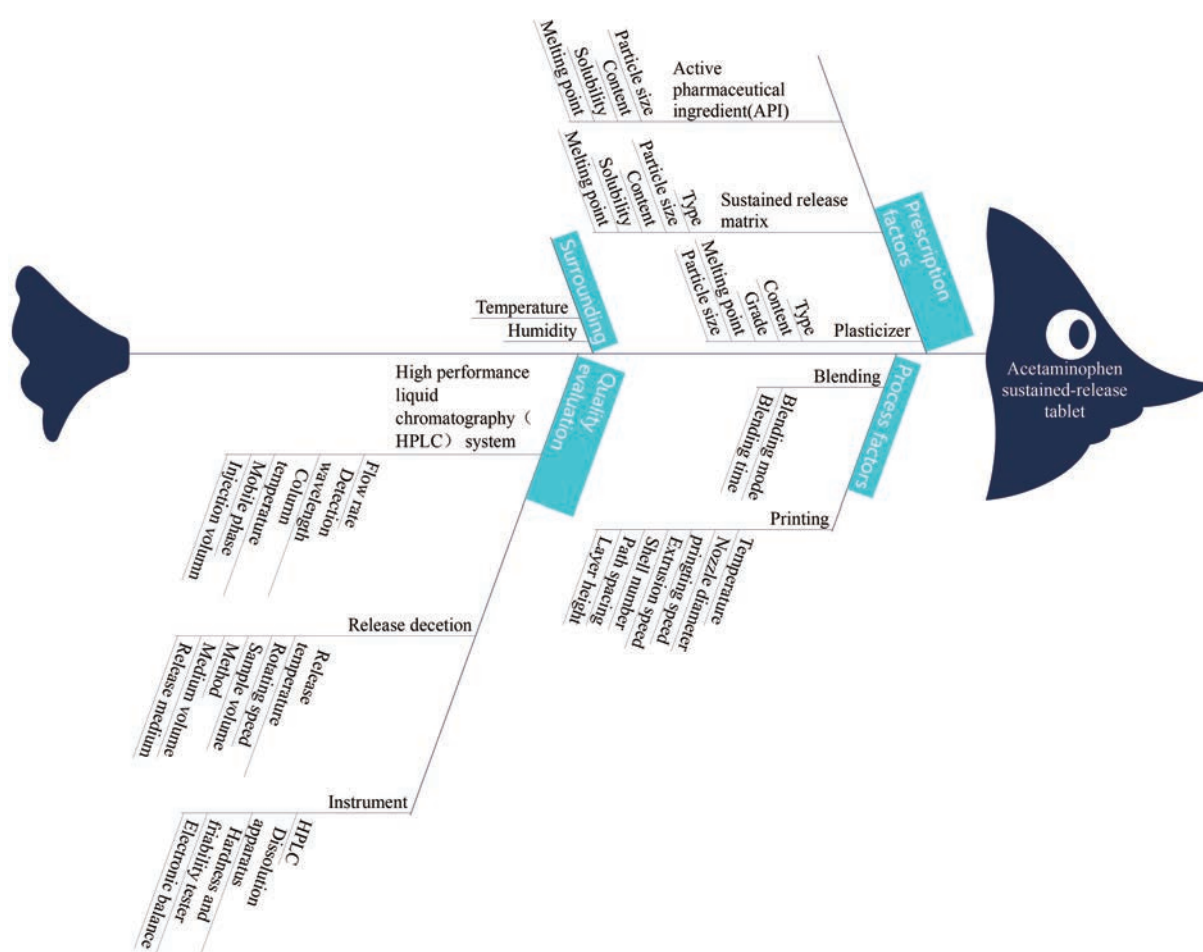 Prescription
factors
Active
pharmaceutical
ingredient(API)
Particle size
Content
Solubility
Melting point
Sustained release
matrix
Type
Particle size
Content
Solubility
Melting point
Plasticizer
Type
Content
Grade
Melting point
Particle size
Surrounding
Temperature
Humidity
Acetaminophen
sustained-release
tablet
Process factors
Blending
Blending mode
Blending time
Printing
Temperature
Nozzle diameter
pringting speed
Extrusion speed
Shell number
Path spacing
Layer height
Quality
evaluation
High performance
liquid
chromatography（
HPLC） system
Flow rate
Detection
wavelength
Column
temperature
Mobile phase
Injection volumn
Release decetion
Release
temperature
Rotating speed
Sample volume
Method
Medium volume
Release medium
Instrument
HPLC
Dissolution
apparatus
Hardness and
friability tester
Electronic balance